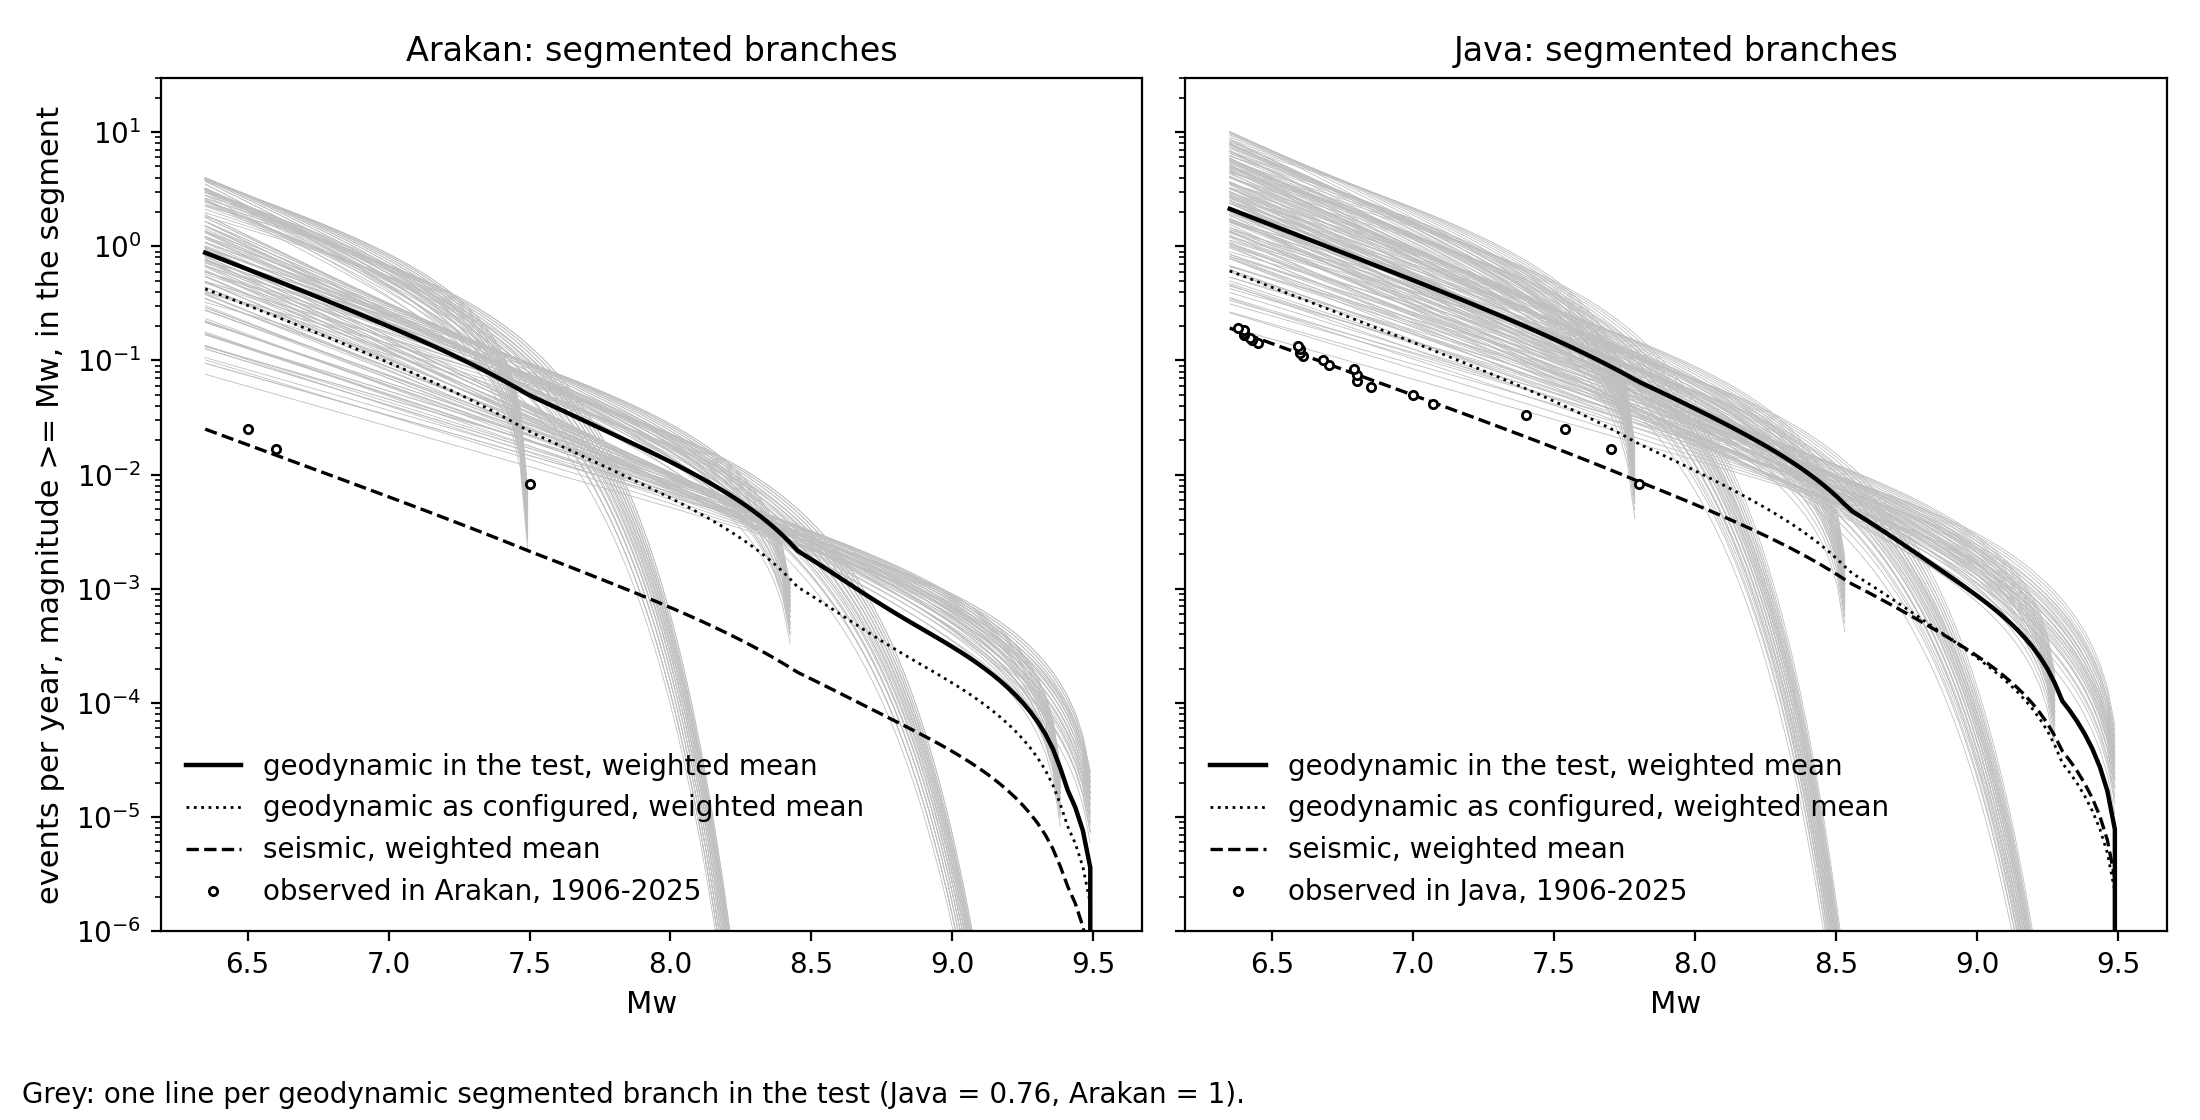 Arakan: segmented branches
Java: segmented branches
events per year, magnitude >= Mw, in the segment
10¹
10⁰
10⁻¹
10⁻²
10⁻³
10⁻⁴
10⁻⁵
10⁻⁶
geodynamic in the test, weighted mean
geodynamic as configured, weighted mean
seismic, weighted mean
observed in Arakan, 1906-2025
geodynamic in the test, weighted mean
geodynamic as configured, weighted mean
seismic, weighted mean
observed in Java, 1906-2025
6.5 7.0 7.5 8.0 8.5 9.0 9.5
6.5 7.0 7.5 8.0 8.5 9.0 9.5
Mw
Mw
Grey: one line per geodynamic segmented branch in the test (Java = 0.76, Arakan = 1).